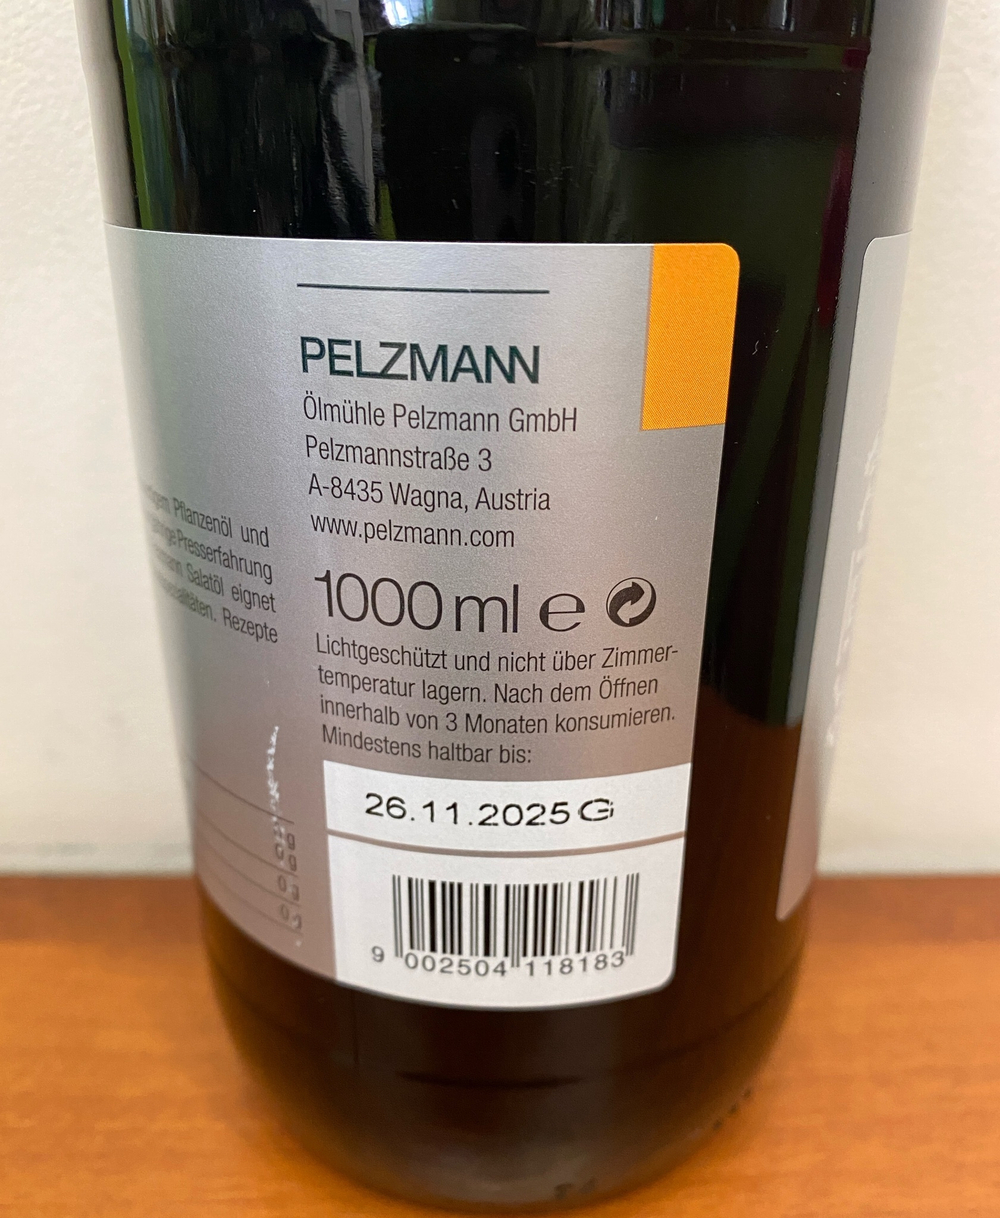 PELZMANN
Ölmühle Pelzmann GmbH
Pelzmannstraße 3
A-8435 Wagna, Austria
www.pelzmann.com
Pflanzenöl und
Presserfahrung
Salatöl eignet
Rezepte
1000 ml e
Lichtgeschützt und nicht über Zimmer-
temperatur lagern. Nach dem Öffnen
innerhalb von 3 Monaten konsumieren.
Mindestens haltbar bis:
26.11.2025 G
9 002504 118183